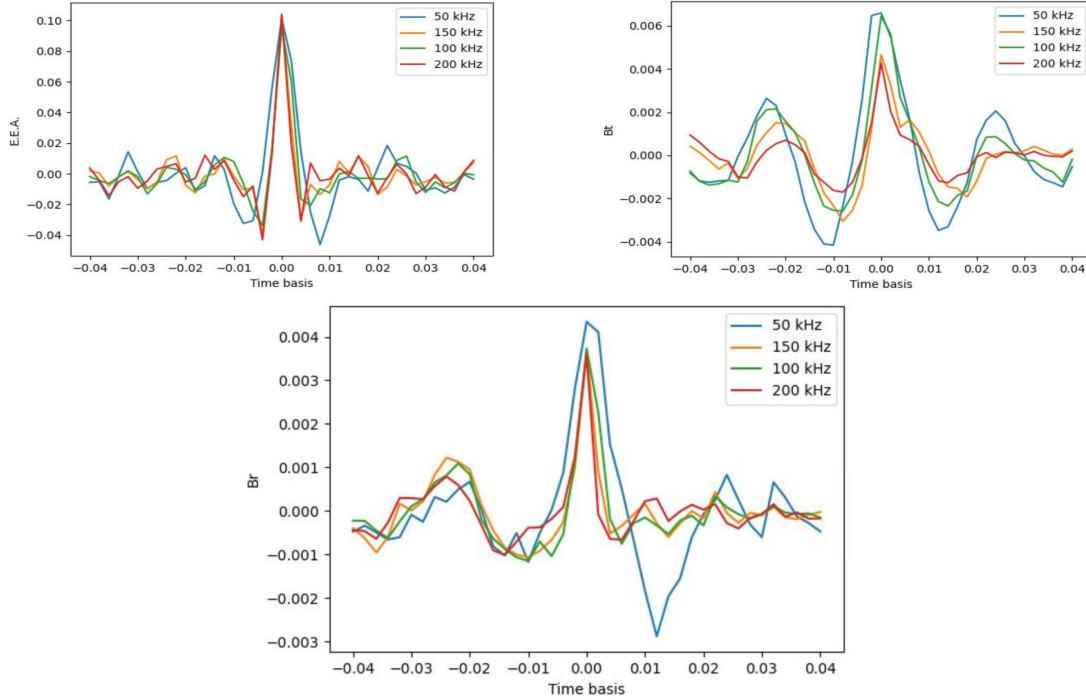 0.10
0.08
0.06
0.04
0.02
0.00
−0.02
−0.04
E.E.A.
−0.04 −0.03 −0.02 −0.01 0.00 0.01 0.02 0.03 0.04
Time basis
50 kHz
150 kHz
100 kHz
200 kHz
0.006
0.004
0.002
0.000
−0.002
−0.004
Bt
−0.04 −0.03 −0.02 −0.01 0.00 0.01 0.02 0.03 0.04
Time basis
50 kHz
150 kHz
100 kHz
200 kHz
0.004
0.003
0.002
0.001
0.000
−0.001
−0.002
−0.003
Br
−0.04 −0.03 −0.02 −0.01 0.00 0.01 0.02 0.03 0.04
Time basis
50 kHz
150 kHz
100 kHz
200 kHz